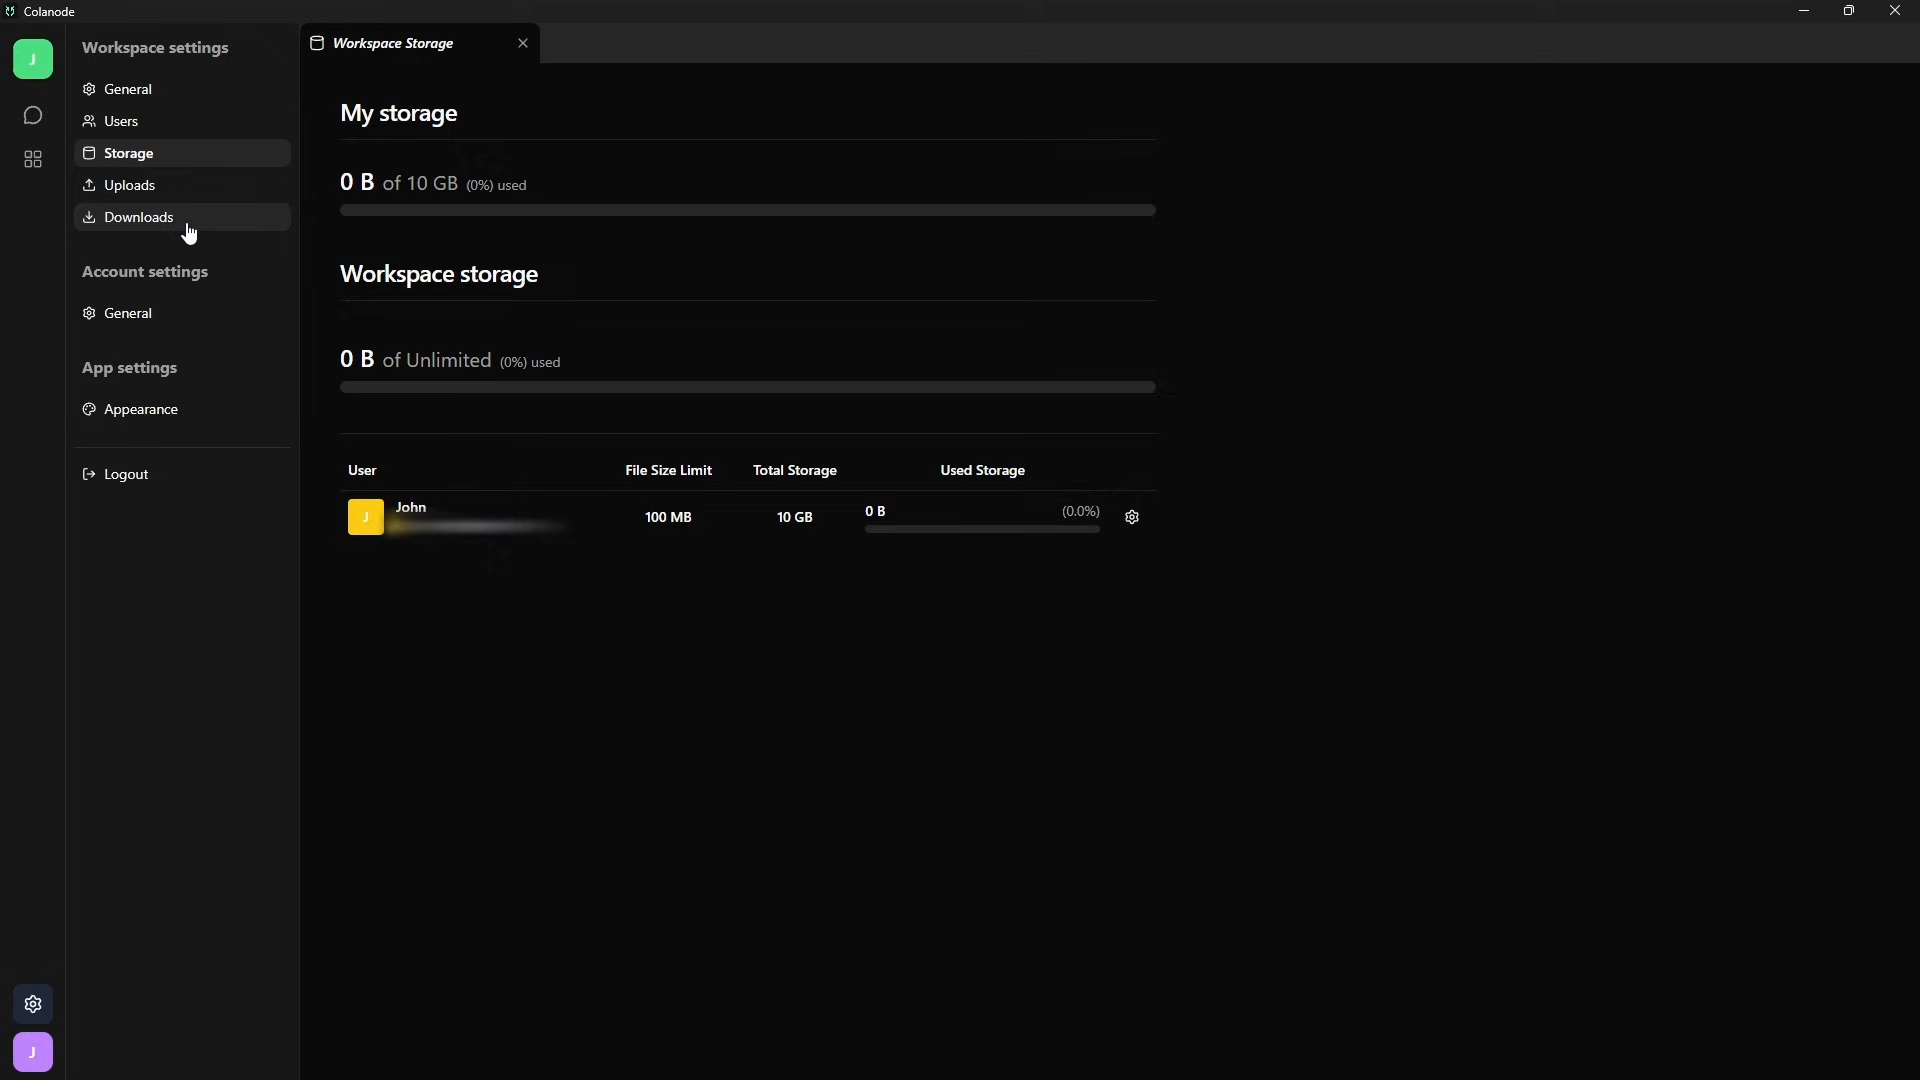 Colanode
J
Workspace settings
General
Users
Storage
Uploads
Downloads
Account settings
General
App settings
Appearance
Logout
J
Workspace Storage
My storage
0 B of 10 GB (0%) used
Workspace storage
0 B of Unlimited (0%) used
User File Size Limit Total Storage Used Storage
J John 100 MB 10 GB 0 B (0.0%)